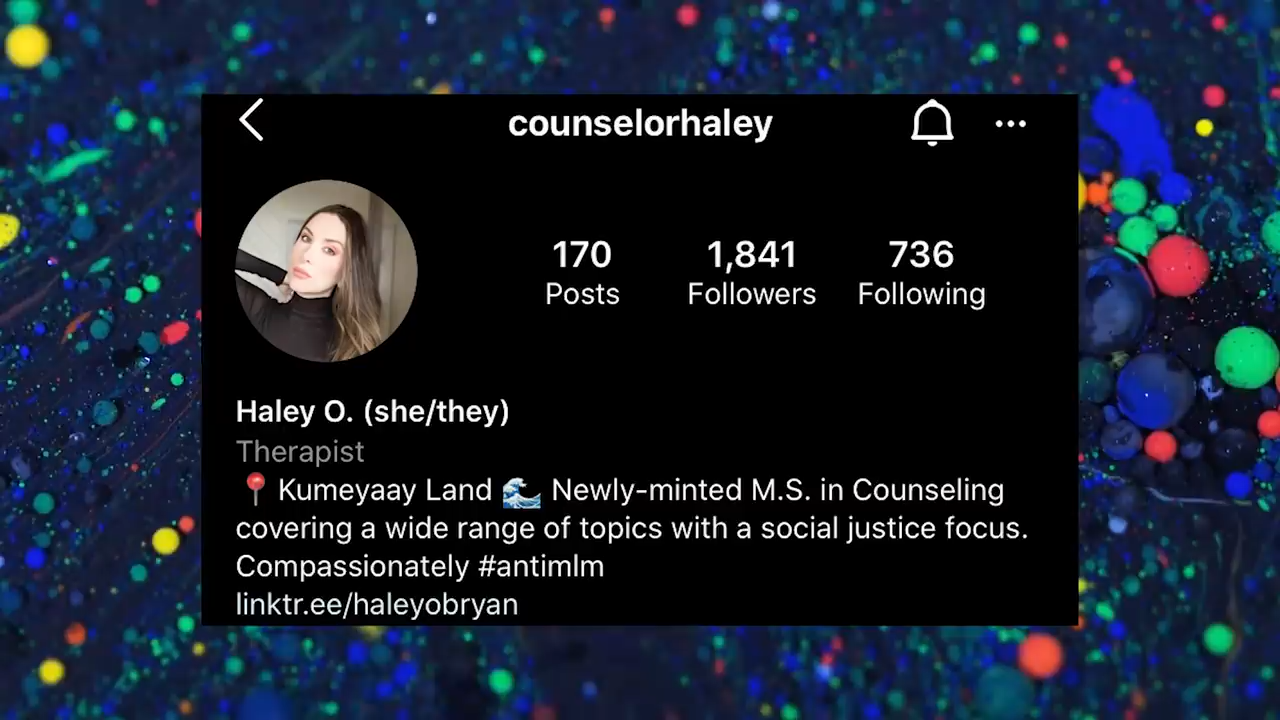 counselorhaley
170 1,841 736
Posts Followers Following
Haley O. (she/they)
Therapist
📍 Kumeyaay Land 🌊 Newly-minted M.S. in Counseling
covering a wide range of topics with a social justice focus.
Compassionately #antimlm
linktr.ee/haleyobryan